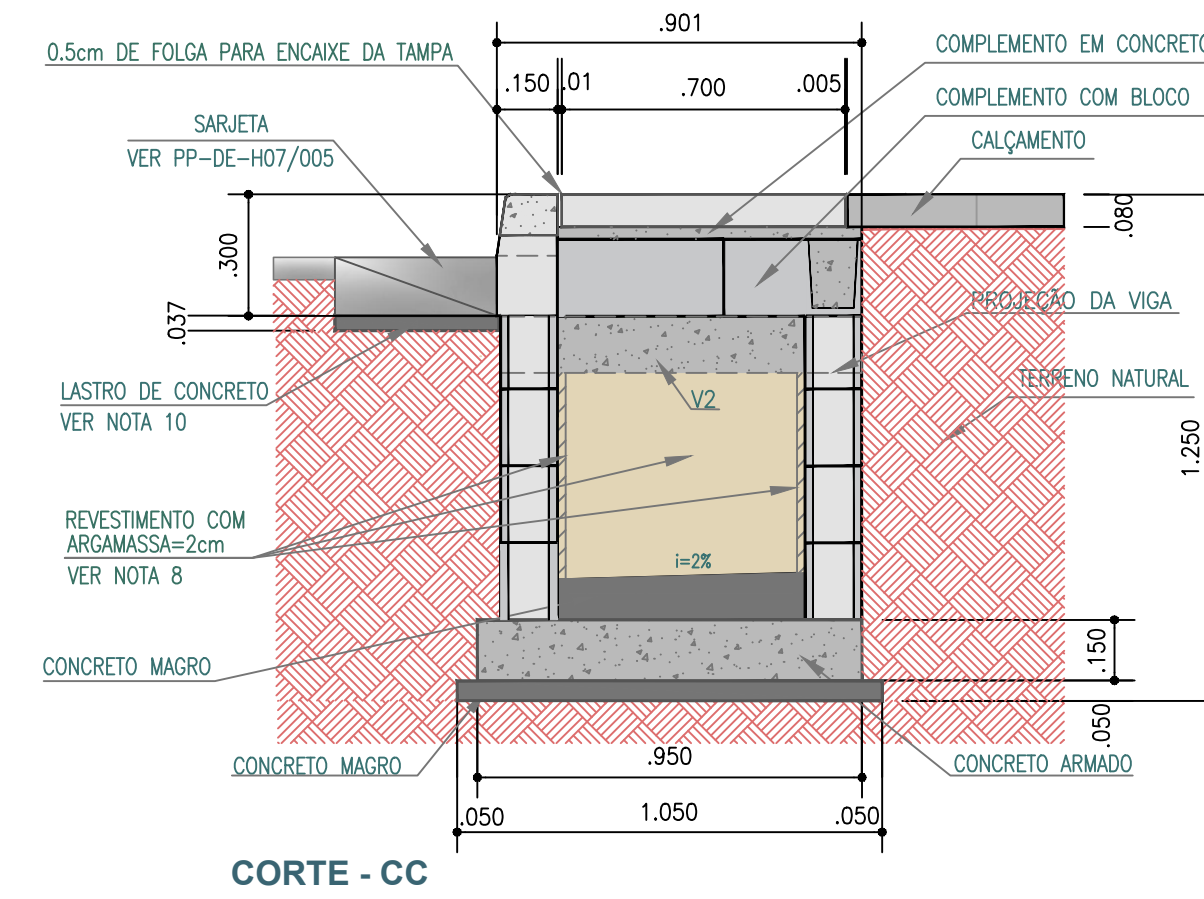 .901
0.5cm DE FOLGA PARA ENCAIXE DA TAMPA
COMPLEMENTO EM CONCRETO
.150
.01
.700
.005
COMPLEMENTO COM BLOCO
SARJETA
VER PP-DE-H07/005
CALÇAMENTO
.080
.300
.037
PROJEÇÃO DA VIGA
LASTRO DE CONCRETO
VER NOTA 10
TERRENO NATURAL
V2
1.250
REVESTIMENTO COM
ARGAMASSA=2cm
VER NOTA 8
i=2%
CONCRETO MAGRO
.150
.050
CONCRETO MAGRO
.950
CONCRETO ARMADO
.050
1.050
.050
CORTE - CC